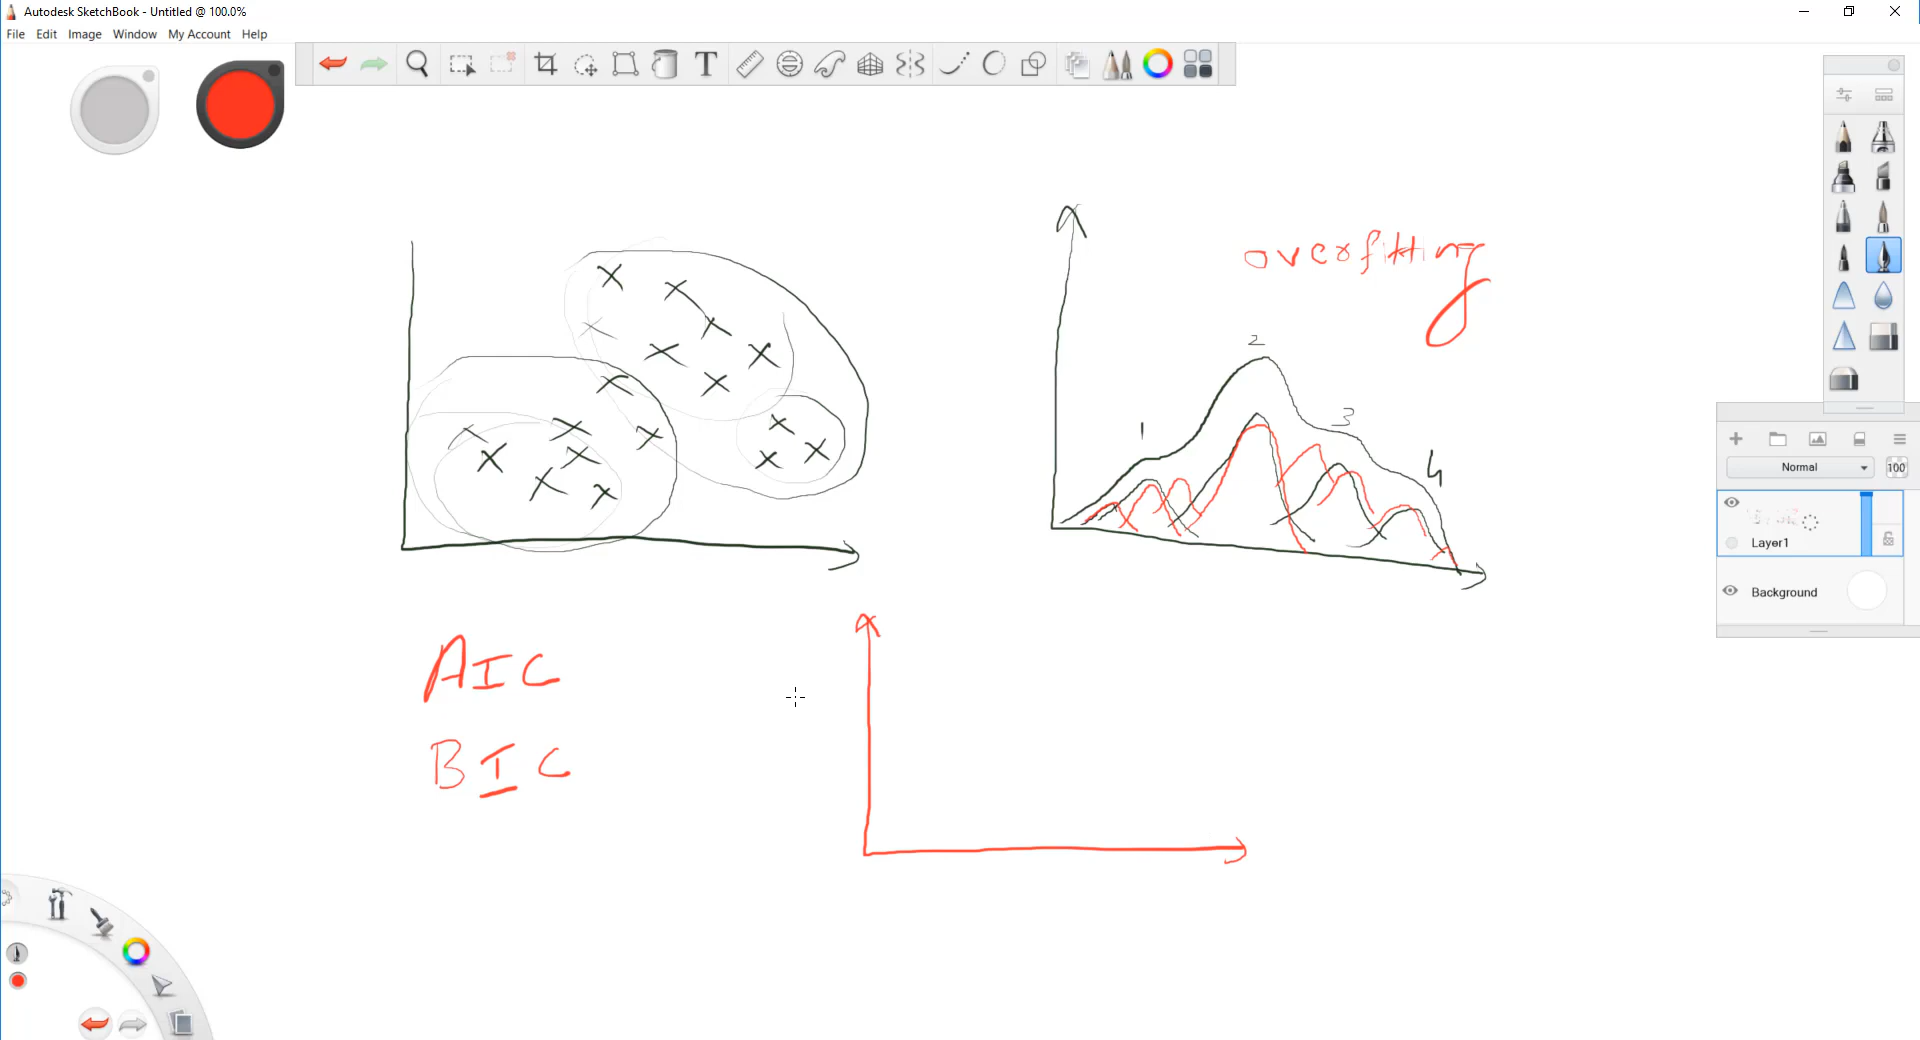 Autodesk SketchBook - Untitled @ 100.0%
File Edit Image Window My Account Help
T
overfitting
2
1
3
4
Normal
100
Layer1
Background
AIC
BIC